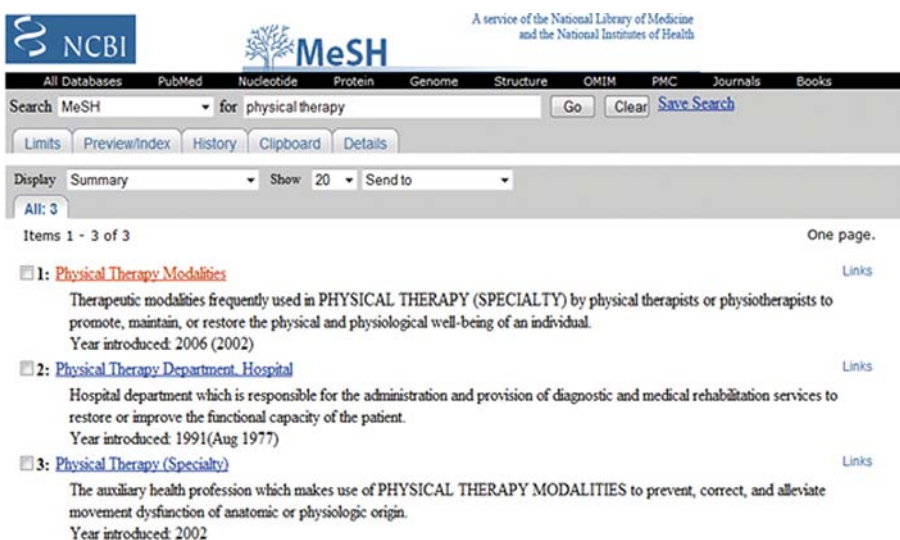 A service of the National Library of Medicine
and the National Institutes of Health
NCBI
MeSH
All Databases PubMed Nucleotide Protein Genome Structure OMIM PMC Journals Books
Search MeSH for physical therapy Go Clear Save Search
Limits Preview/Index History Clipboard Details
Display Summary Show 20 Send to
All: 3
Items 1 - 3 of 3 One page.
1: Physical Therapy Modalities Links
Therapeutic modalities frequently used in PHYSICAL THERAPY (SPECIALTY) by physical therapists or physiotherapists to
promote, maintain, or restore the physical and physiological well-being of an individual.
Year introduced: 2006 (2002)
2: Physical Therapy Department, Hospital Links
Hospital department which is responsible for the administration and provision of diagnostic and medical rehabilitation services to
restore or improve the functional capacity of the patient.
Year introduced: 1991(Aug 1977)
3: Physical Therapy (Specialty) Links
The auxiliary health profession which makes use of PHYSICAL THERAPY MODALITIES to prevent, correct, and alleviate
movement dysfunction of anatomic or physiologic origin.
Year introduced: 2002